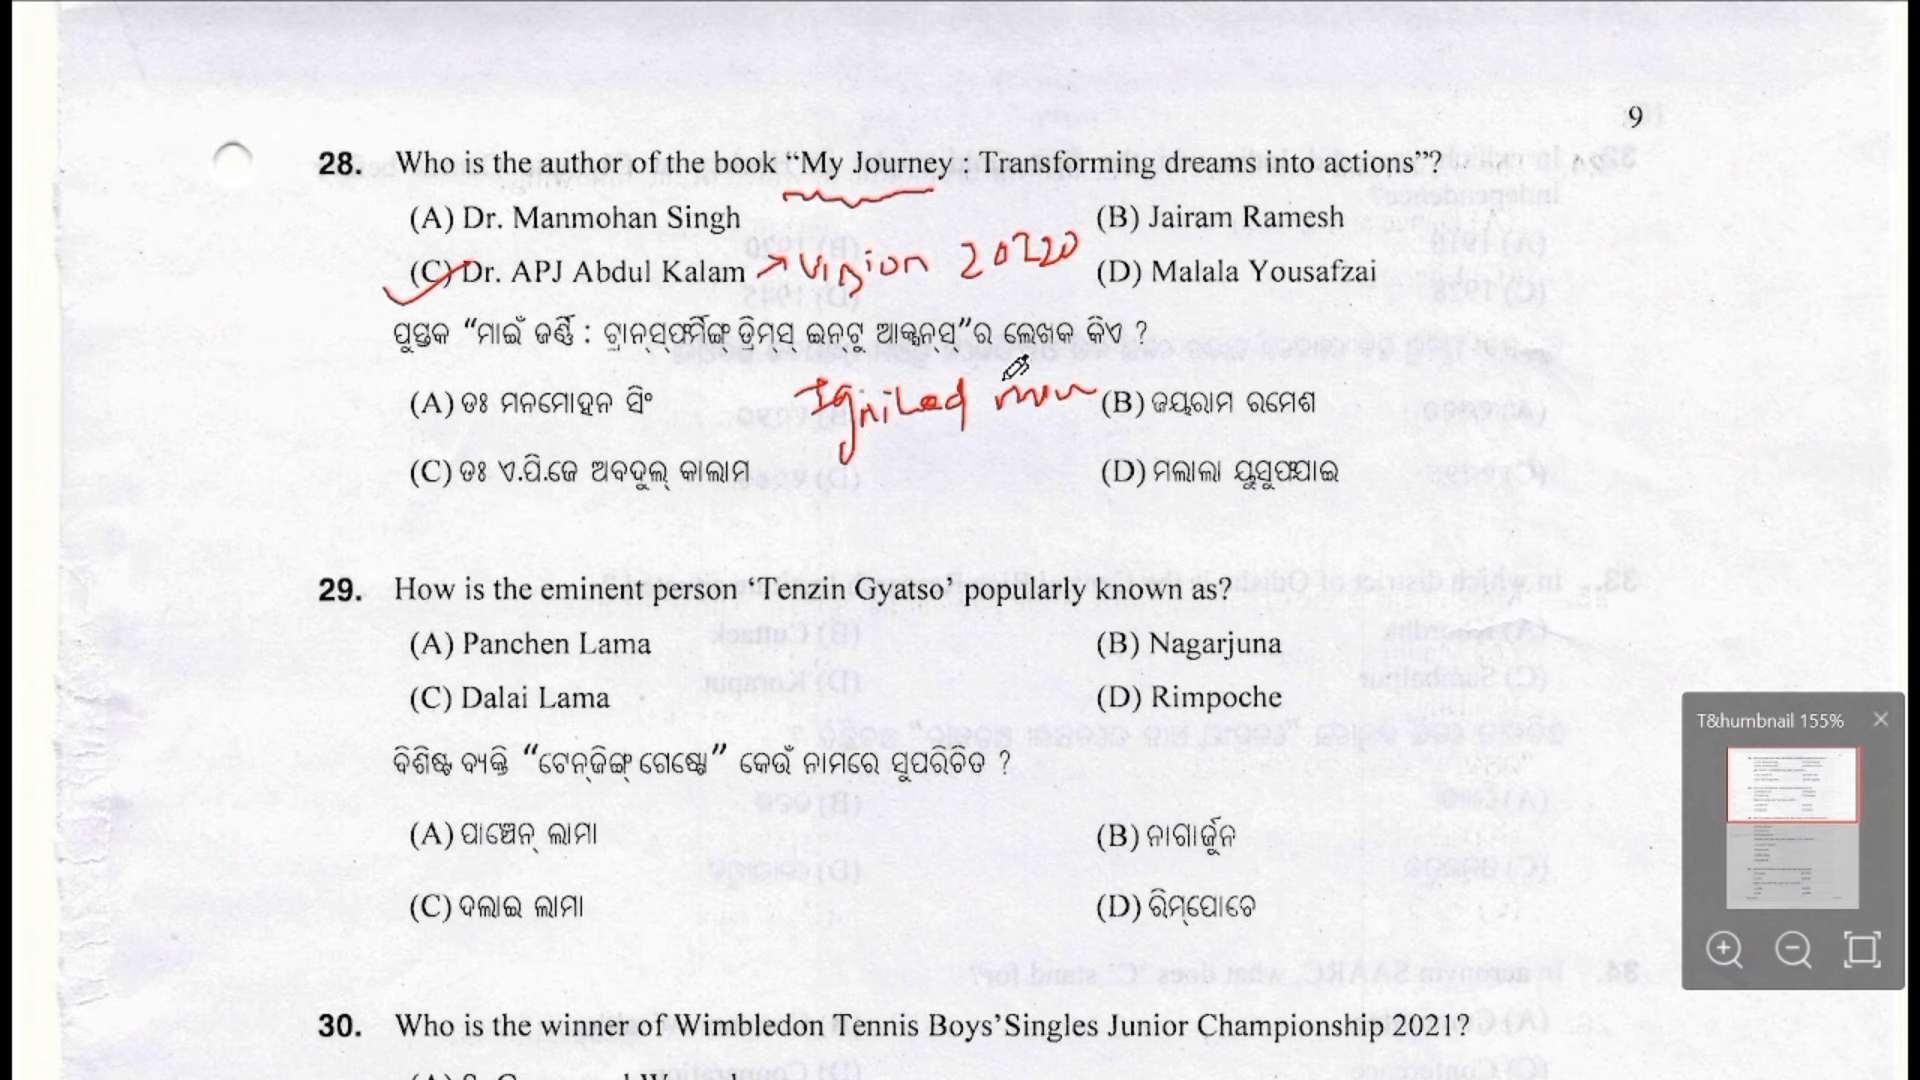 9
28. Who is the author of the book “My Journey : Transforming dreams into actions”?
(A) Dr. Manmohan Singh (B) Jairam Ramesh
(C) Dr. APJ Abdul Kalam → Vision 2020 (D) Malala Yousafzai
ପୁସ୍ତକ “ମାଇଁ ଜର୍ଣ୍ଣି : ଟ୍ରାନସ୍‌ଫର୍ମିଙ୍ଗ୍ ଡ୍ରିମସ୍ ଇନ୍‌ଟୁ ଆକ୍ସନସ୍”ର ଲେଖକ କିଏ ?
Ignited
(A) ଡଃ ମନମୋହନ ସିଂ (B) ଜୟରାମ ରମେଶ
(C) ଡଃ ଏ.ପି.ଜେ ଅବଦୁଲ୍ କାଲାମ (D) ମଲାଲା ୟୁସୁଫଯାଇ
29. How is the eminent person ‘Tenzin Gyatso’ popularly known as?
(A) Panchen Lama (B) Nagarjuna
(C) Dalai Lama (D) Rimpoche
ବିଶିଷ୍ଟ ବ୍ୟକ୍ତି “ଟେନ୍‌ଜିଙ୍ଗ୍ ଗେଷ୍ଟୋ” କେଉଁ ନାମରେ ସୁପରିଚିତ ?
(A) ପାଞ୍ଚେନ୍ ଲାମା (B) ନାଗାର୍ଜୁନ
(C) ଦଲାଇ ଲାମା (D) ରିମ୍‌ପୋଚେ
T&humbnail 155%
30. Who is the winner of Wimbledon Tennis Boys’Singles Junior Championship 2021?